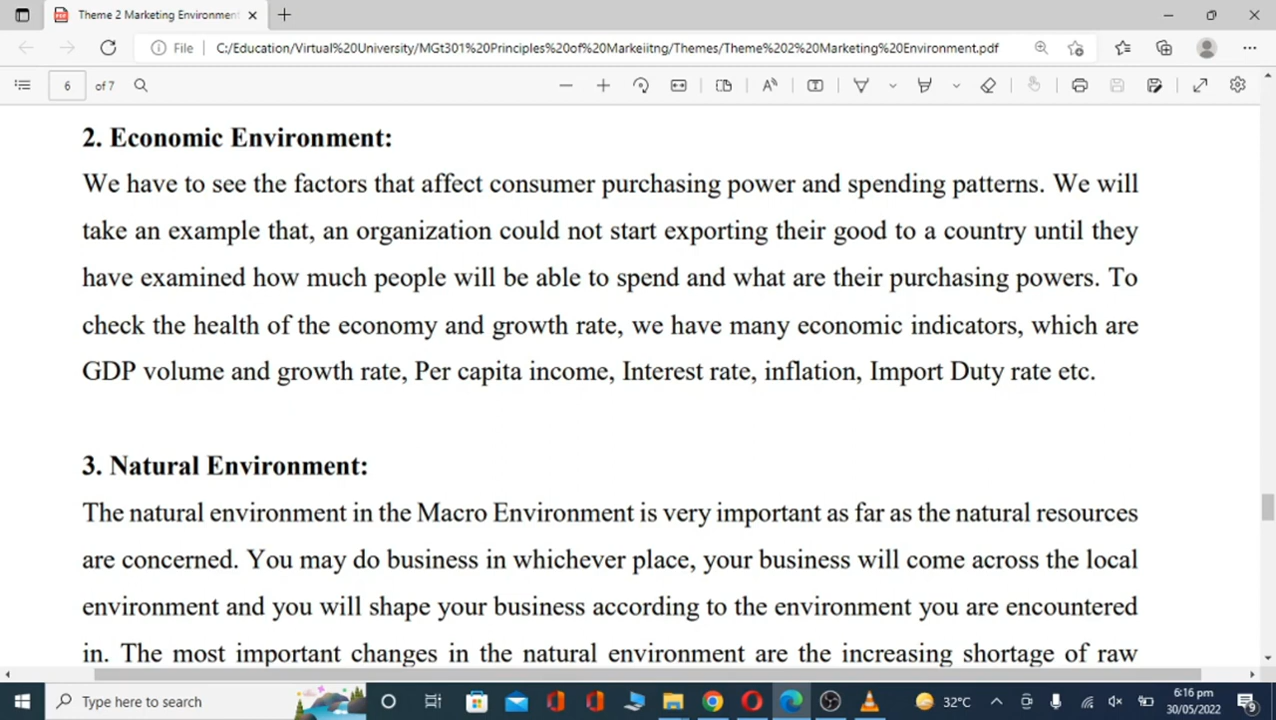 Theme 2 Marketing Environment
File
C:/Education/Virtual%20University/MGt301%20Principles%20of%20Markeiitng/Themes/Theme%202%20Marketing%20Environment.pdf
6 of 7
2. Economic Environment:
We have to see the factors that affect consumer purchasing power and spending patterns. We will
take an example that, an organization could not start exporting their good to a country until they
have examined how much people will be able to spend and what are their purchasing powers. To
check the health of the economy and growth rate, we have many economic indicators, which are
GDP volume and growth rate, Per capita income, Interest rate, inflation, Import Duty rate etc.
3. Natural Environment:
The natural environment in the Macro Environment is very important as far as the natural resources
are concerned. You may do business in whichever place, your business will come across the local
environment and you will shape your business according to the environment you are encountered
in. The most important changes in the natural environment are the increasing shortage of raw
Type here to search
32°C
6:16 pm
30/05/2022
9